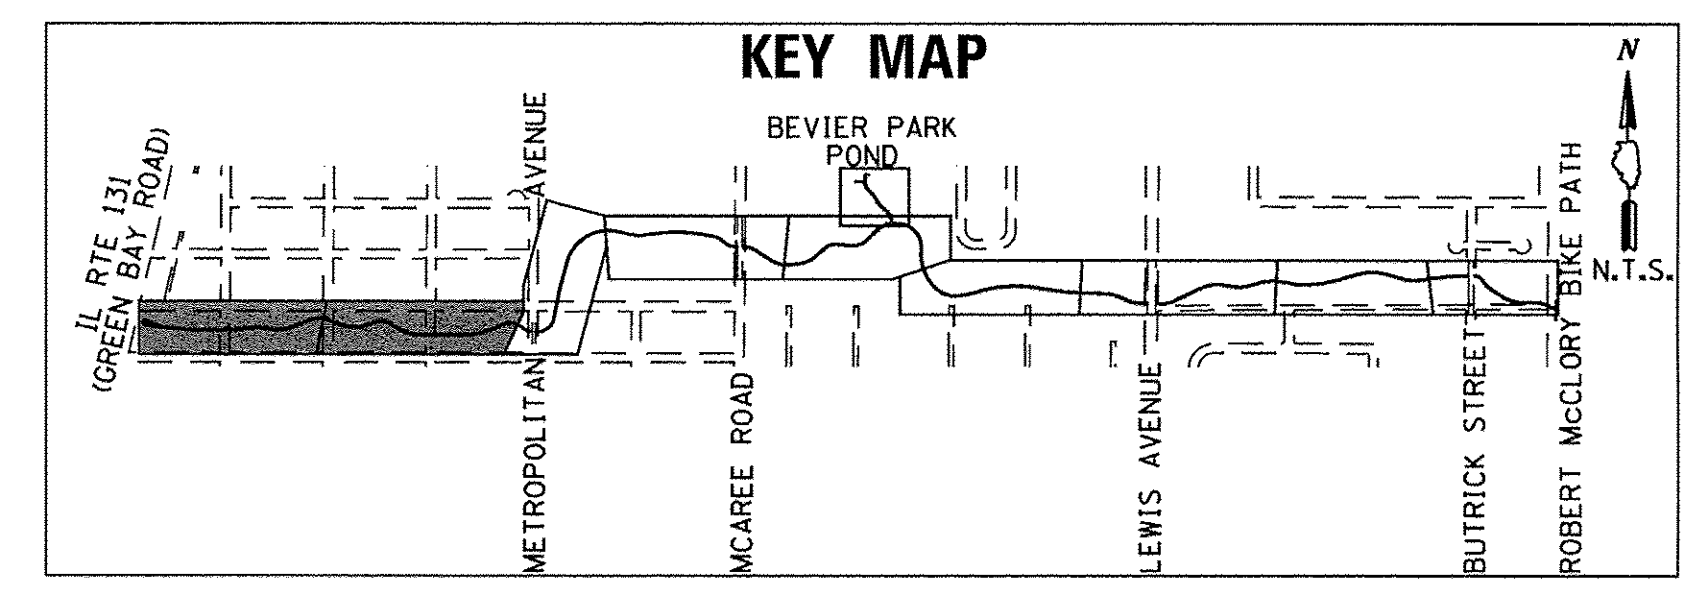 KEY MAP
N
N.T.S.
BEVIER PARK
POND
IL RTE 131
(GREEN BAY ROAD)
METROPOLITAN AVENUE
MCAREE ROAD
LEWIS AVENUE
BUTRICK STREET
ROBERT McCLORY BIKE PATH